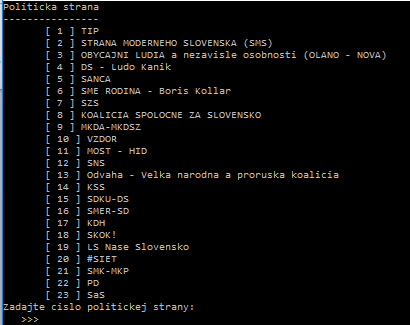 Politicka strana
----------------
[ 1 ] TIP
[ 2 ] STRANA MODERNEHO SLOVENSKA (SMS)
[ 3 ] OBYCAJNI LUDIA a nezavisle osobnosti (OLANO - NOVA)
[ 4 ] DS - Ludo Kanik
[ 5 ] SANCA
[ 6 ] SME RODINA - Boris Kollar
[ 7 ] SZS
[ 8 ] KOALICIA SPOLOCNE ZA SLOVENSKO
[ 9 ] MKDA-MKDSZ
[ 10 ] VZDOR
[ 11 ] MOST - HID
[ 12 ] SNS
[ 13 ] Odvaha - Velka narodna a proruska koalicia
[ 14 ] KSS
[ 15 ] SDKU-DS
[ 16 ] SMER-SD
[ 17 ] KDH
[ 18 ] SKOK!
[ 19 ] LS Nase Slovensko
[ 20 ] #SIET
[ 21 ] SMK-MKP
[ 22 ] PD
[ 23 ] SaS
Zadajte cislo politickej strany:
>>>